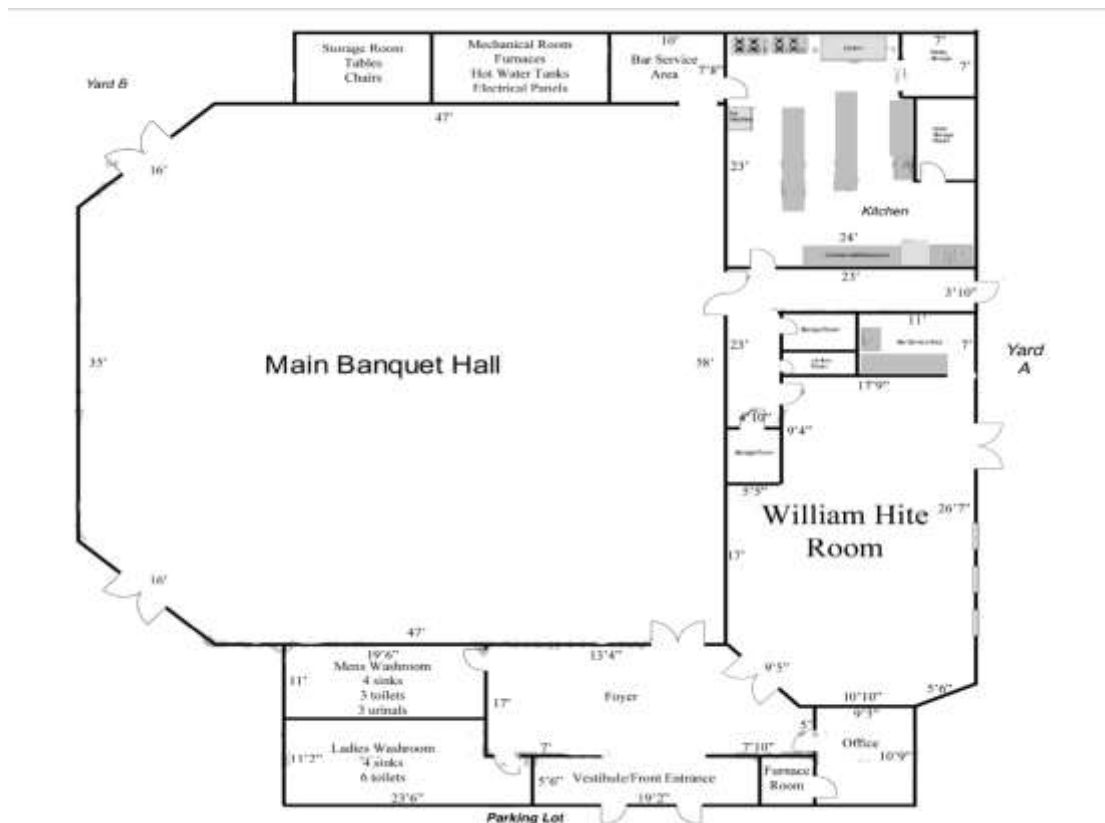 Storage Room
Tables
Chairs
Mechanical Room
Furnaces
Hot Water Tanks
Electrical Panels
10'
Bar Service
Area
7'8"
7'
7'
Yard B
47'
16'
23'
Kitchen
24'
23'
3'10"
11'
7'
Yard
A
Main Banquet Hall
35'
58'
23'
17'9"
9'4"
5'5"
26'7"
William Hite
Room
17'
16'
47'
19'6"
Mens Washroom
4 sinks
3 toilets
3 urinals
11'
13'4"
Foyer
17'
9'5"
10'10"
5'6"
9'3"
5'
Office
10'9"
Ladies Washroom
4 sinks
6 toilets
11'2"
23'6"
7'
7'10"
5'6"
Vestibule/Front Entrance
19'2"
Furnace
Room
Parking Lot